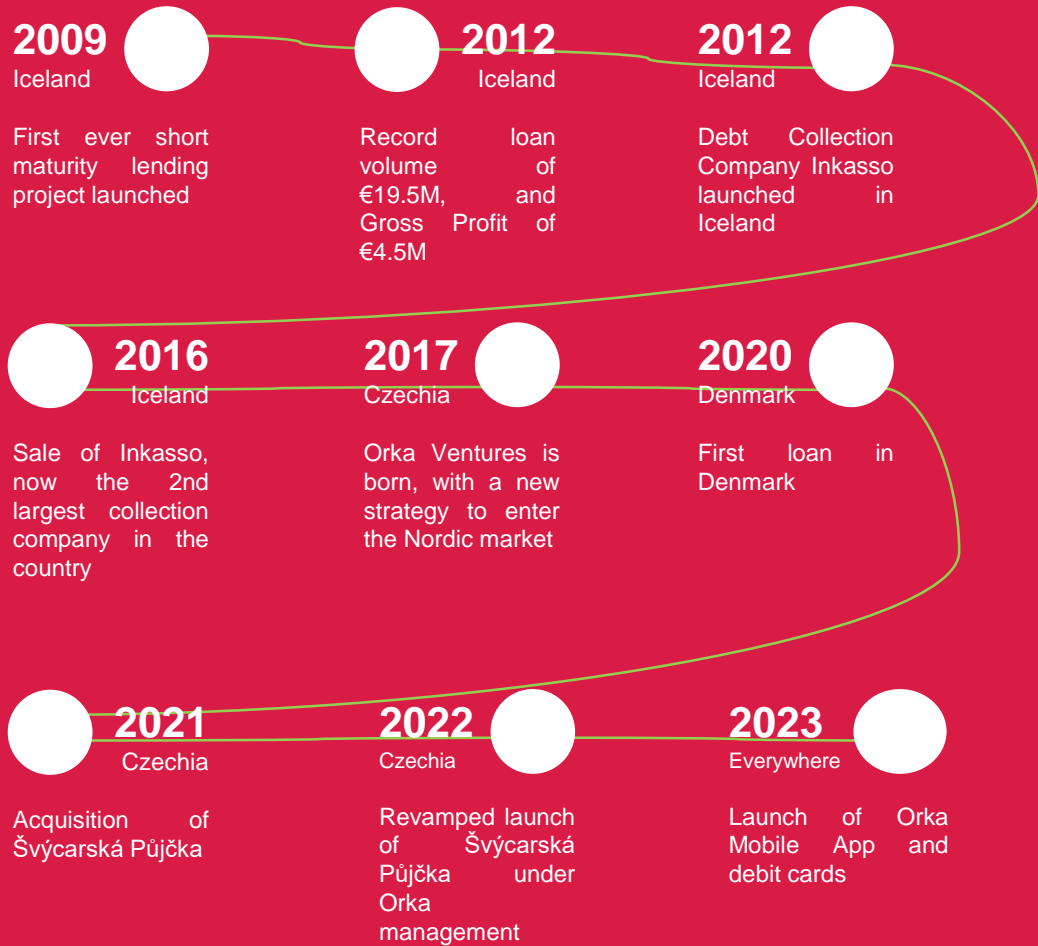 2009
Iceland
First ever short
maturity lending
project launched
2012
Iceland
Record loan
volume of
€19.5M, and
Gross Profit of
€4.5M
2012
Iceland
Debt Collection
Company Inkasso
launched in
Iceland
2016
Iceland
Sale of Inkasso,
now the 2nd
largest collection
company in the
country
2017
Czechia
Orka Ventures is
born, with a new
strategy to enter
the Nordic market
2020
Denmark
First loan in
Denmark
2021
Czechia
Acquisition of
Švýcarská Půjčka
2022
Czechia
Revamped launch
of Švýcarská
Půjčka under
Orka
management
2023
Everywhere
Launch of Orka
Mobile App and
debit cards